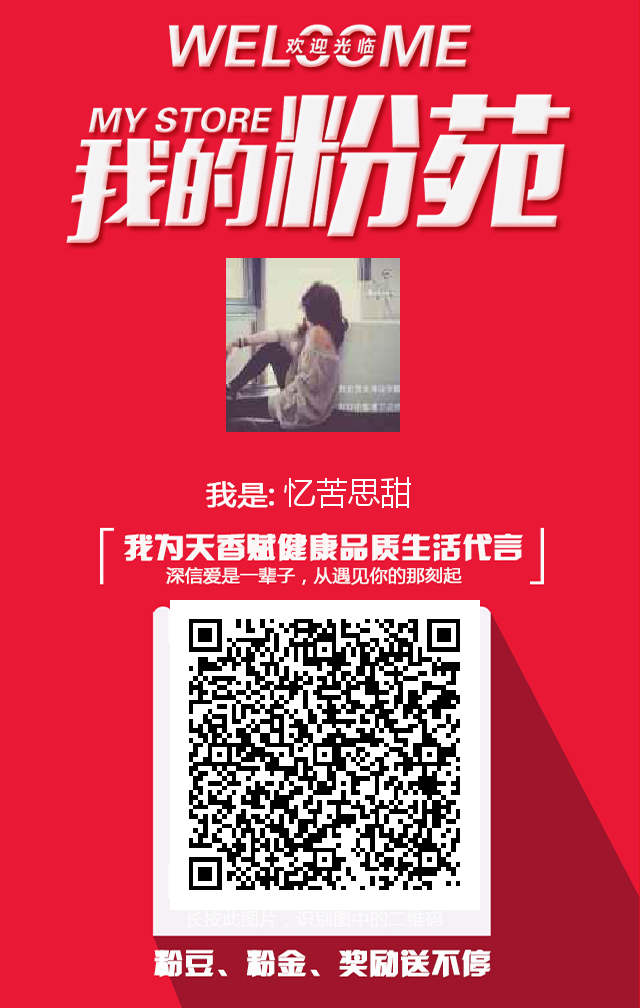 WELCOME
欢迎光临
MY STORE
我的粉苑
我是: 忆苦思甜
我为天香赋健康品质生活代言
深信爱是一辈子，从遇见你的那刻起
长按此图片，识别图中的二维码
粉豆、粉金、奖励送不停